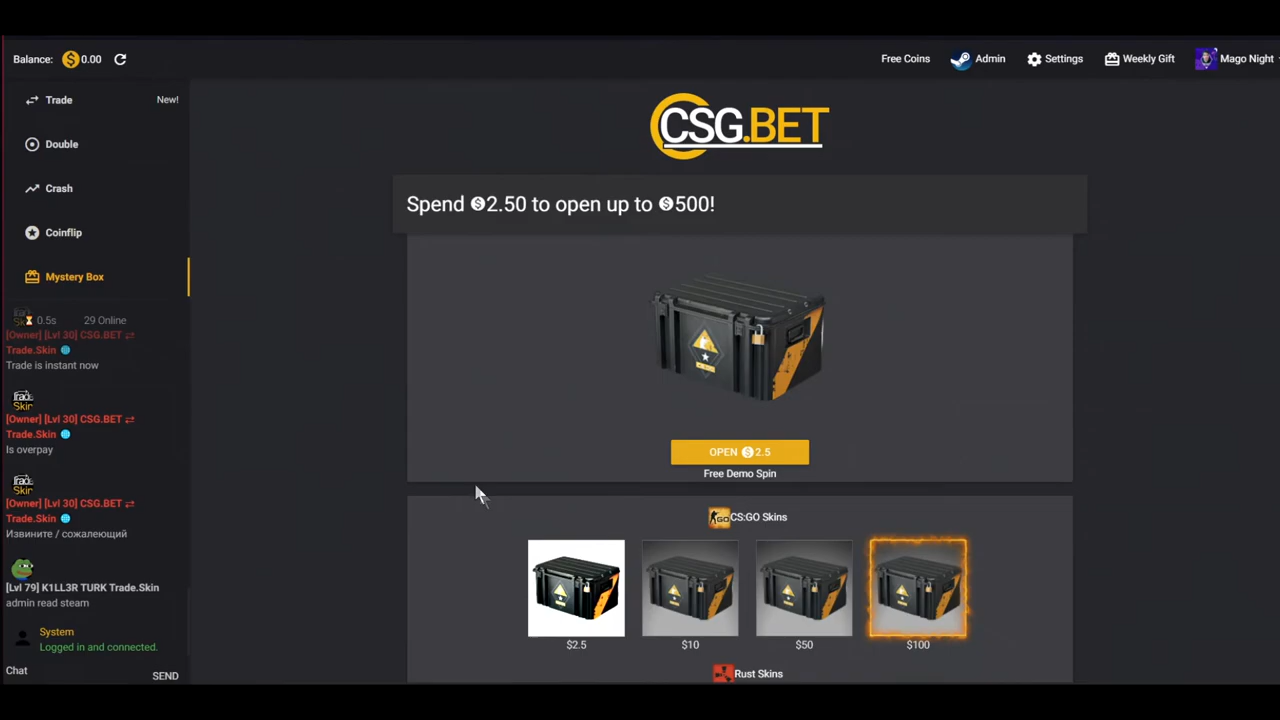 Balance: 0.00
Free Coins
Admin
Settings
Weekly Gift
Mago Night
Trade
New!
Double
Crash
Coinflip
Mystery Box
0.5s
29 Online
[Owner] [Lvl 30] CSG.BET ⇄
Trade.Skin
Trade is instant now
[Owner] [Lvl 30] CSG.BET ⇄
Trade.Skin
Is overpay
[Owner] [Lvl 30] CSG.BET ⇄
Trade.Skin
Извините / сожалеющий
[Lvl 79] K1LL3R TURK Trade.Skin
admin read steam
System
Logged in and connected.
Chat
SEND
CSG.BET
Spend $2.50 to open up to $500!
OPEN $2.5
Free Demo Spin
CS:GO Skins
$2.5
$10
$50
$100
Rust Skins